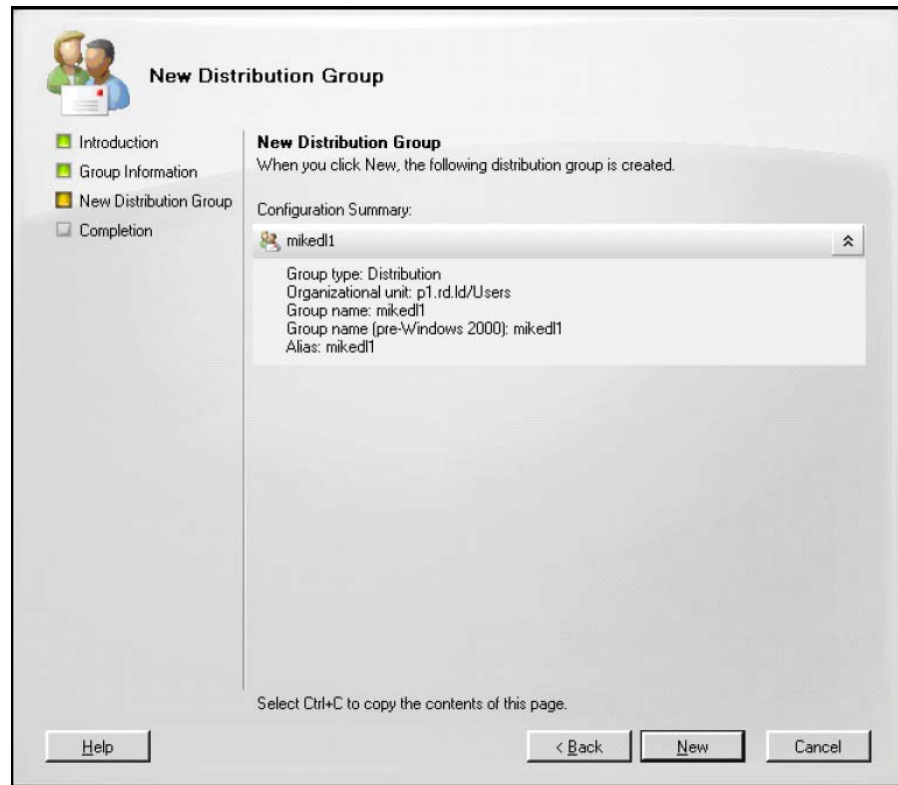 New Distribution Group
Introduction
Group Information
New Distribution Group
Completion
New Distribution Group
When you click New, the following distribution group is created.
Configuration Summary:
mikedl1
Group type: Distribution
Organizational unit: p1.rd.ld/Users
Group name: mikedl1
Group name (pre-Windows 2000): mikedl1
Alias: mikedl1
Select Ctrl+C to copy the contents of this page.
Help
< Back
New
Cancel